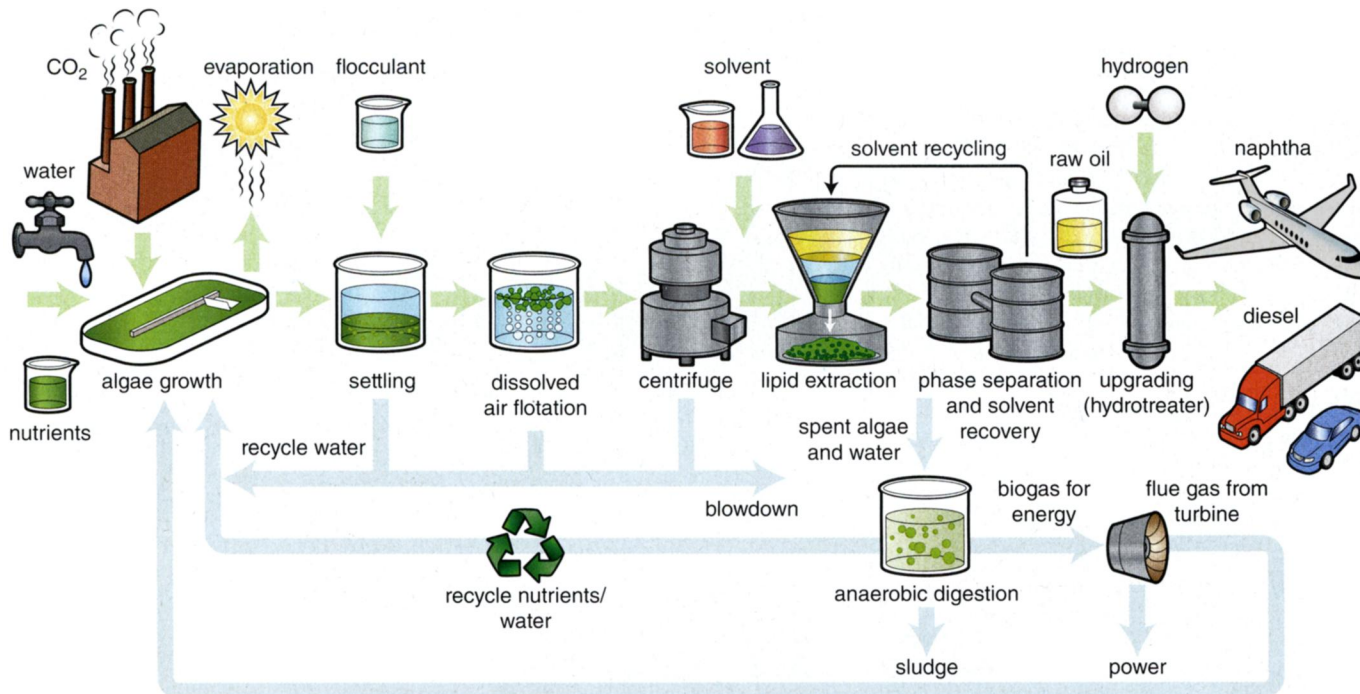 CO2
evaporation
flocculant
solvent
hydrogen
water
solvent recycling
raw oil
naphtha
diesel
nutrients
algae growth
settling
dissolved
air flotation
centrifuge
lipid extraction
phase separation
and solvent
recovery
upgrading
(hydrotreater)
recycle water
blowdown
spent algae
and water
biogas for
energy
flue gas from
turbine
recycle nutrients/
water
anaerobic digestion
sludge
power